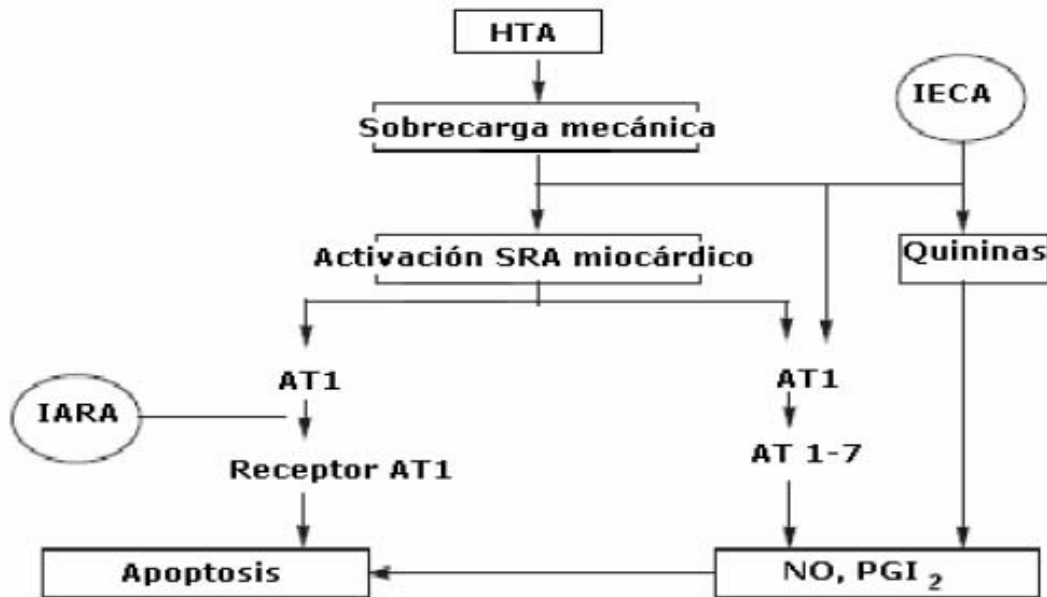 HTA
IECA
Sobrecarga mecánica
Activación SRA miocárdico
Quininas
AT1
AT1
IARA
Receptor AT1
AT 1-7
Apoptosis
NO, PGI 2